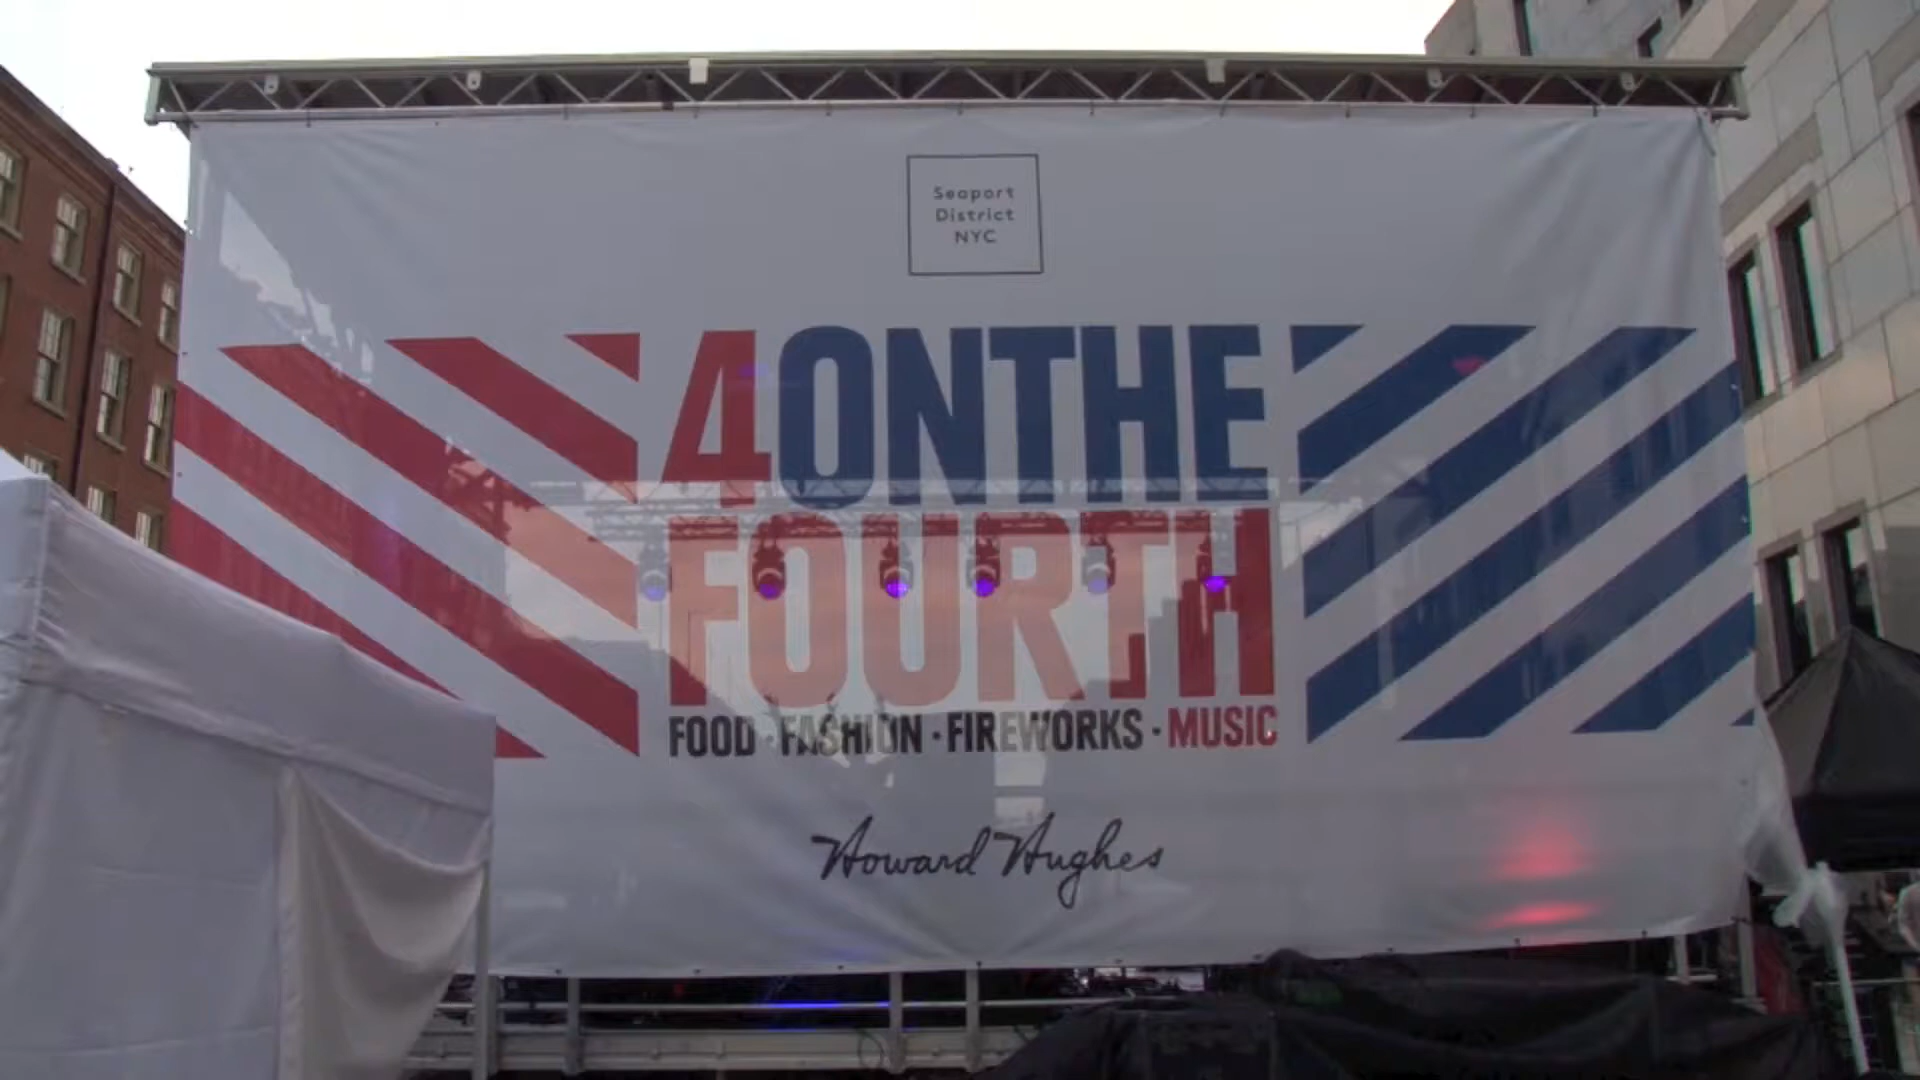 Seaport
District
NYC
4ONTHE
FOURTH
FOOD · FASHION · FIREWORKS · MUSIC
Howard Hughes